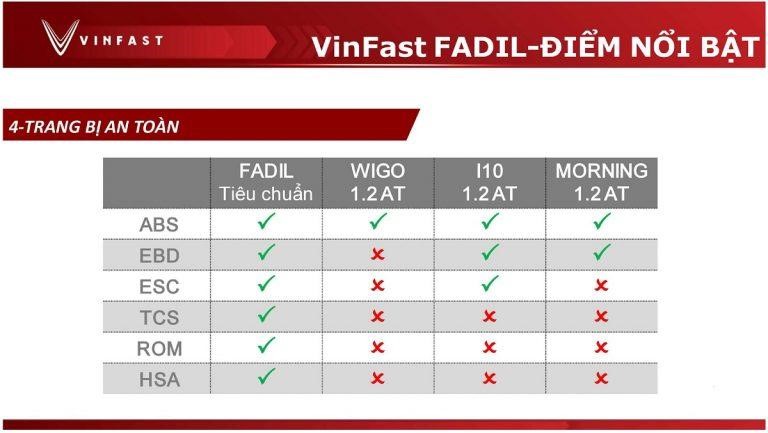 VINFAST
VinFast FADIL-ĐIỂM NỔI BẬT
4-TRANG BỊ AN TOÀN
FADIL WIGO I10 MORNING
Tiêu chuẩn 1.2 AT 1.2 AT 1.2 AT
ABS ✓ ✓ ✓ ✓
EBD ✓ ✗ ✓ ✓
ESC ✓ ✗ ✓ ✗
TCS ✓ ✗ ✗ ✗
ROM ✓ ✗ ✗ ✗
HSA ✓ ✗ ✗ ✗